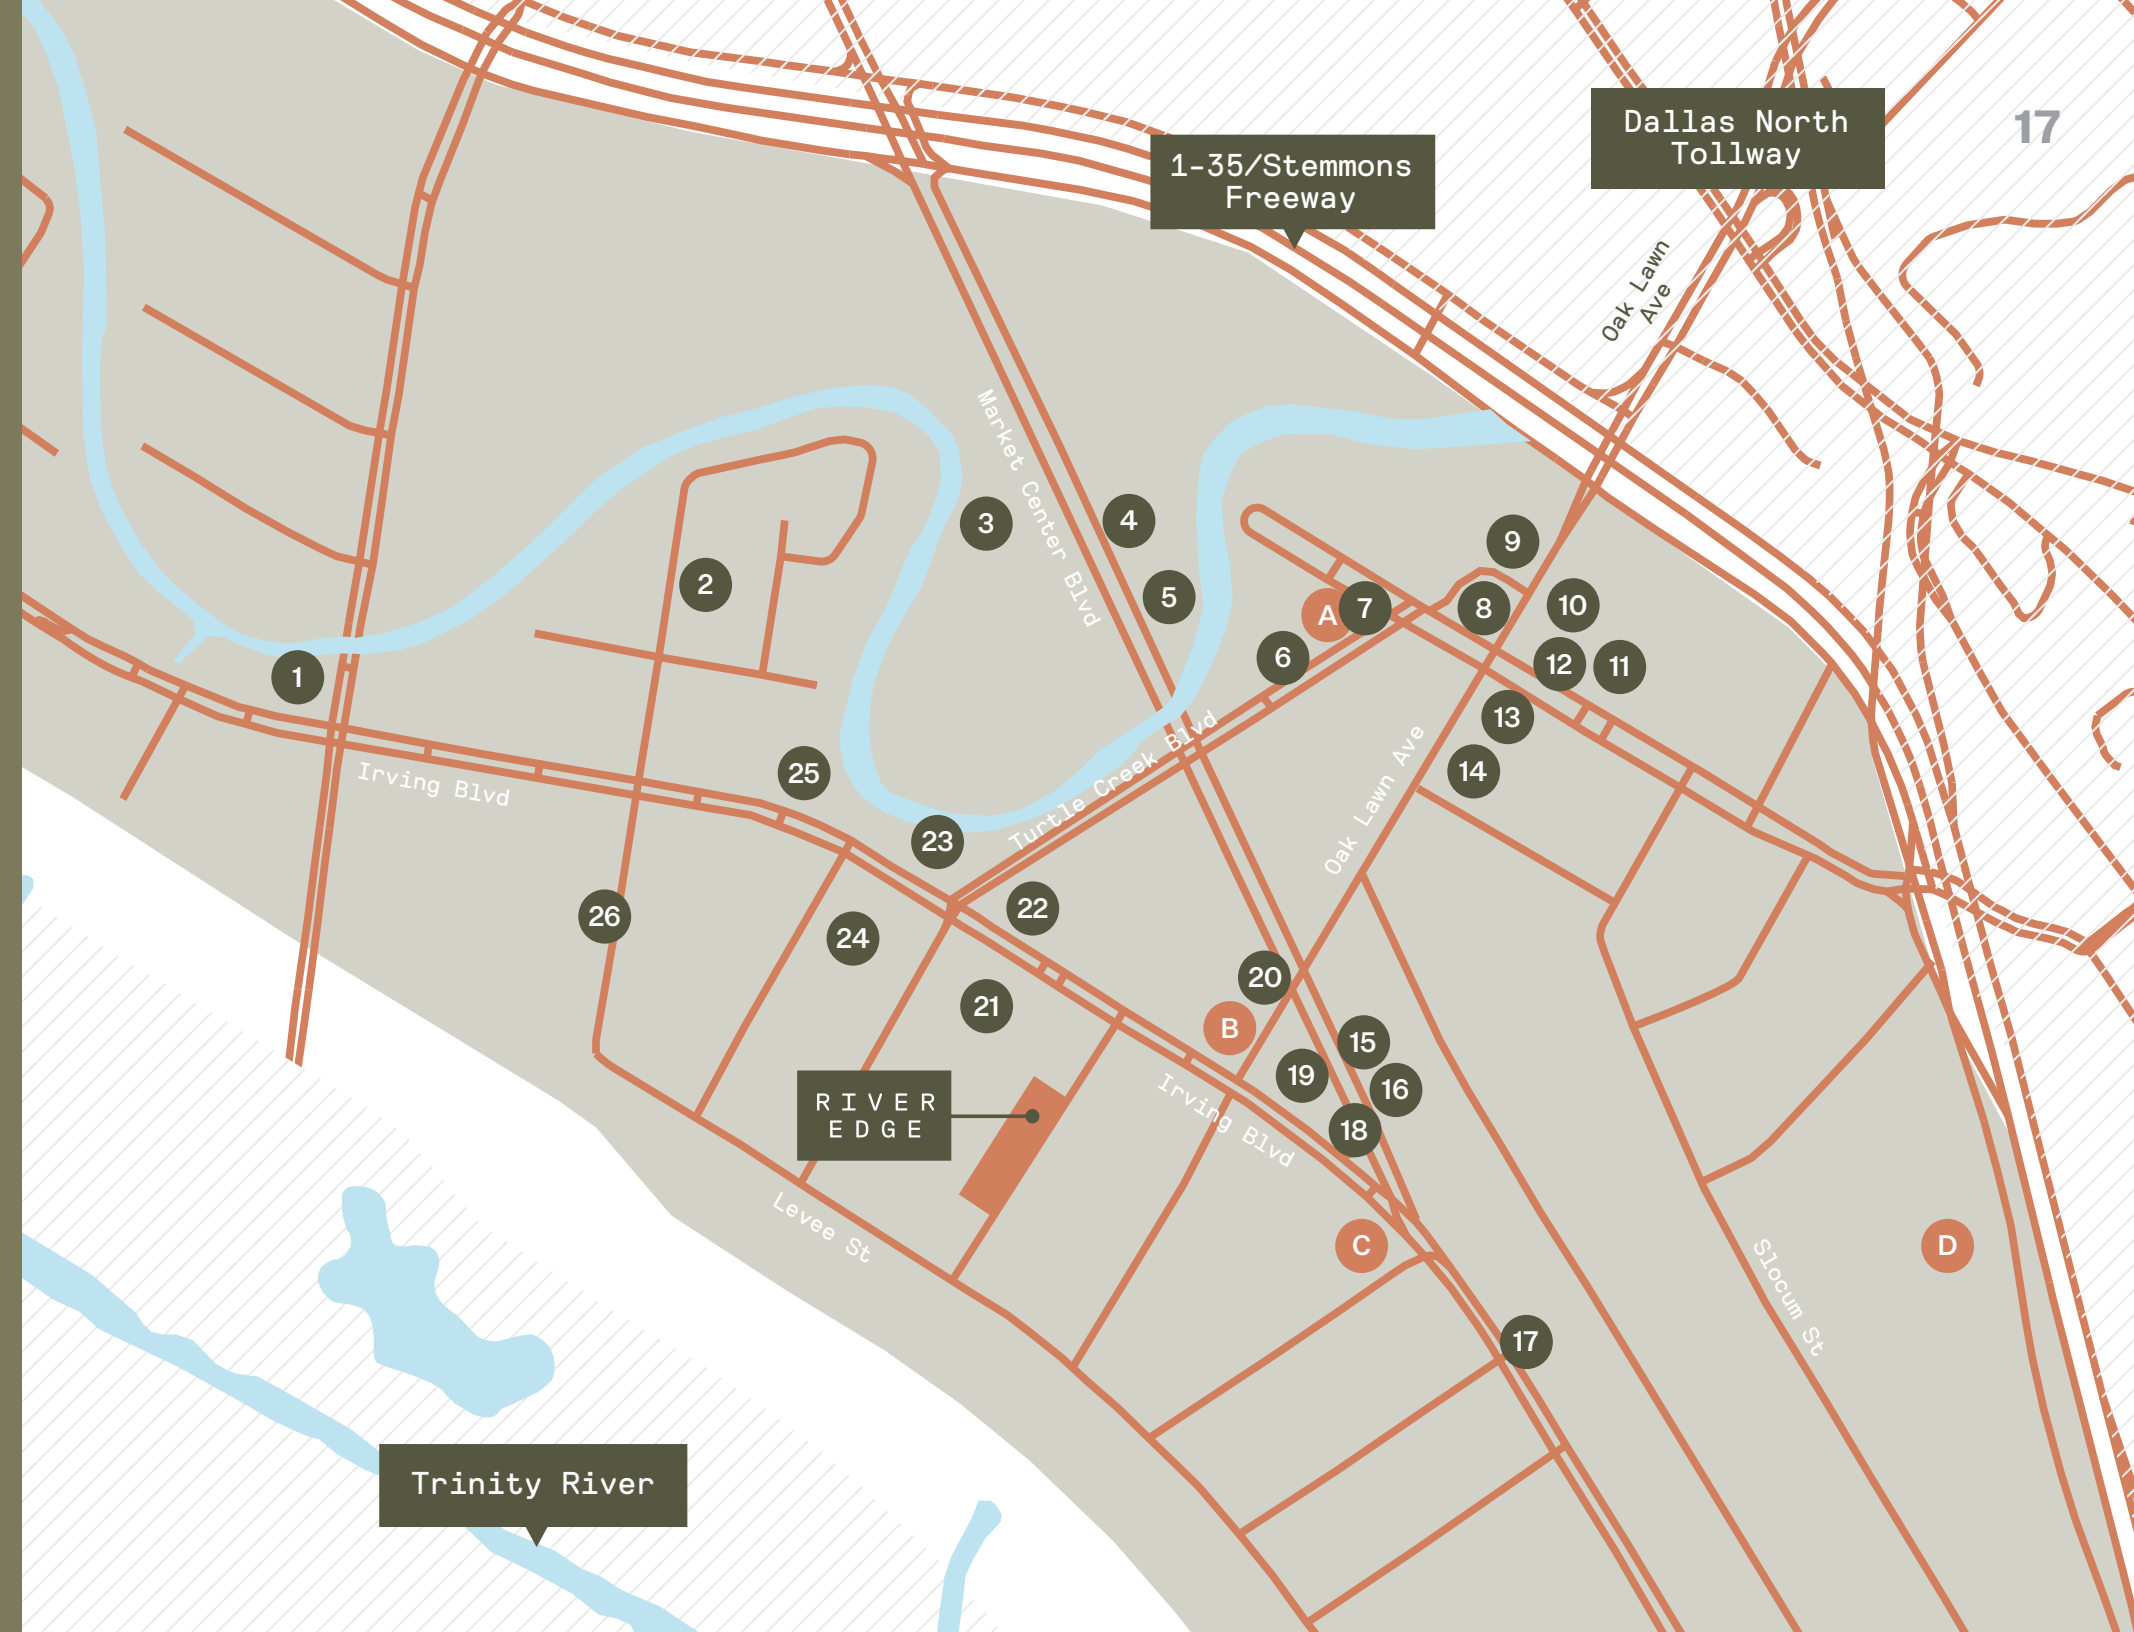 Dallas North
Tollway
17
1-35/Stemmons
Freeway
Oak Lawn
Ave
Market Center Blvd
3
4
9
2
5
A
7
8
10
6
12
11
1
13
Irving Blvd
25
14
Turtle Creek Blvd
Oak Lawn Ave
23
26
22
24
20
21
B
15
19
16
RIVER
EDGE
18
Irving Blvd
Levee St
C
D
Slocum St
17
Trinity River